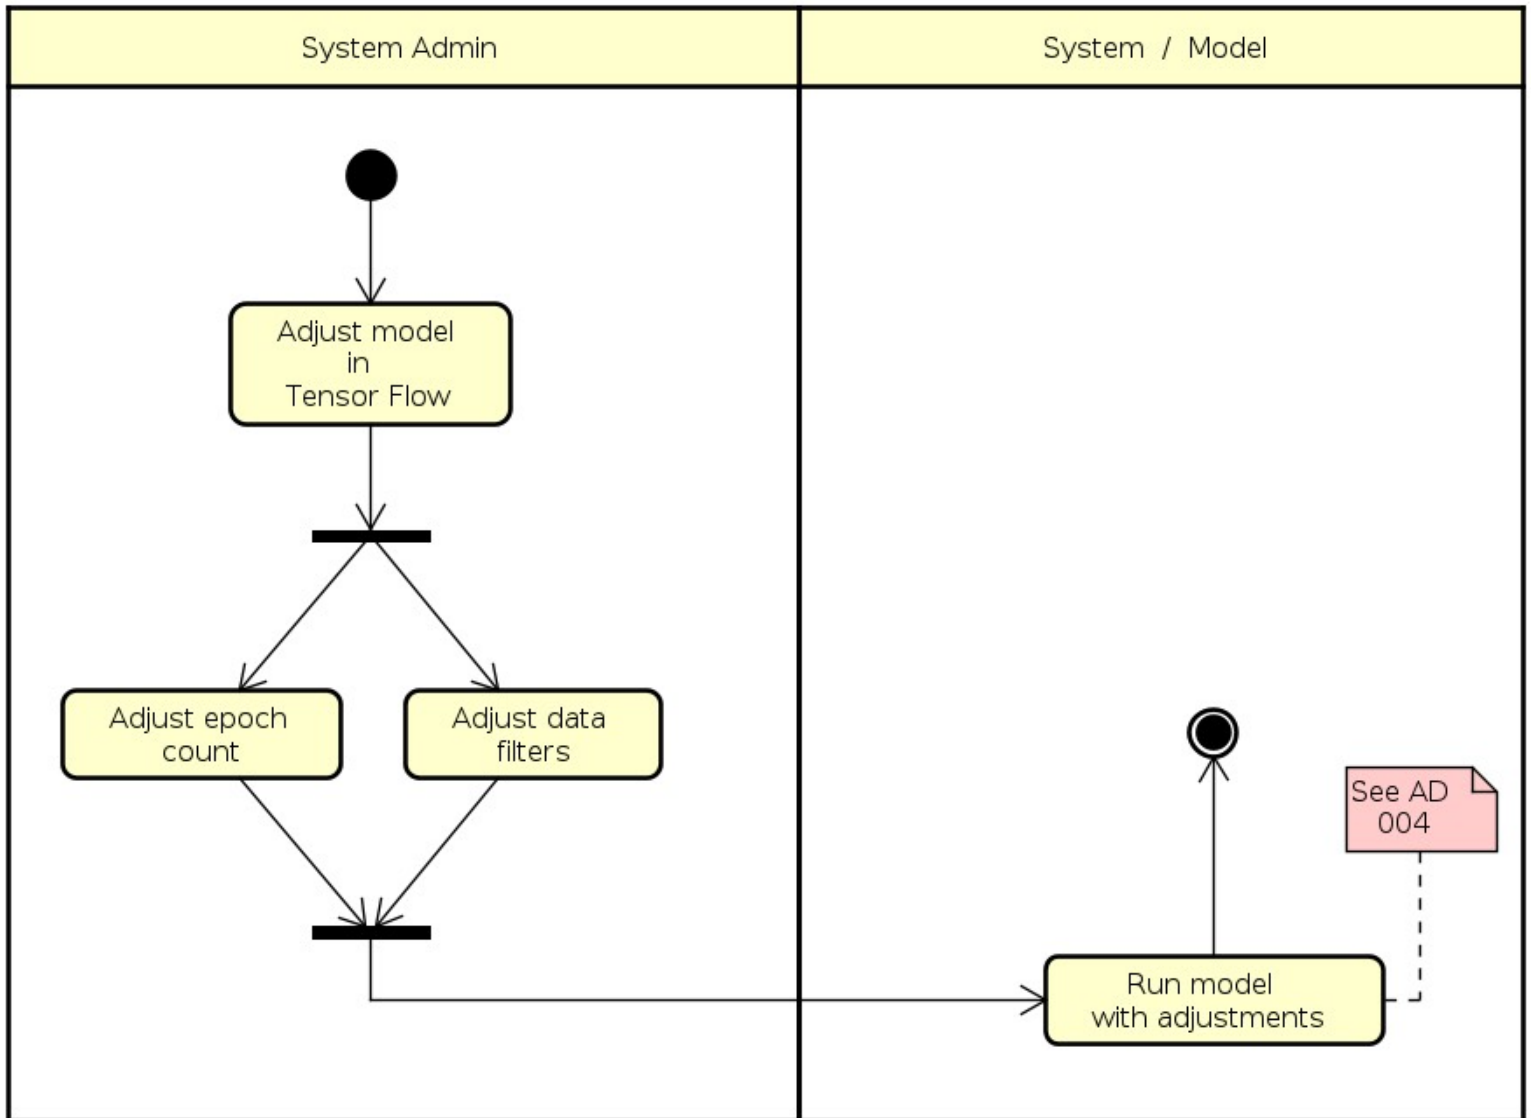 System Admin
System / Model
Adjust model
in
Tensor Flow
Adjust epoch
count
Adjust data
filters
See AD
004
Run model
with adjustments